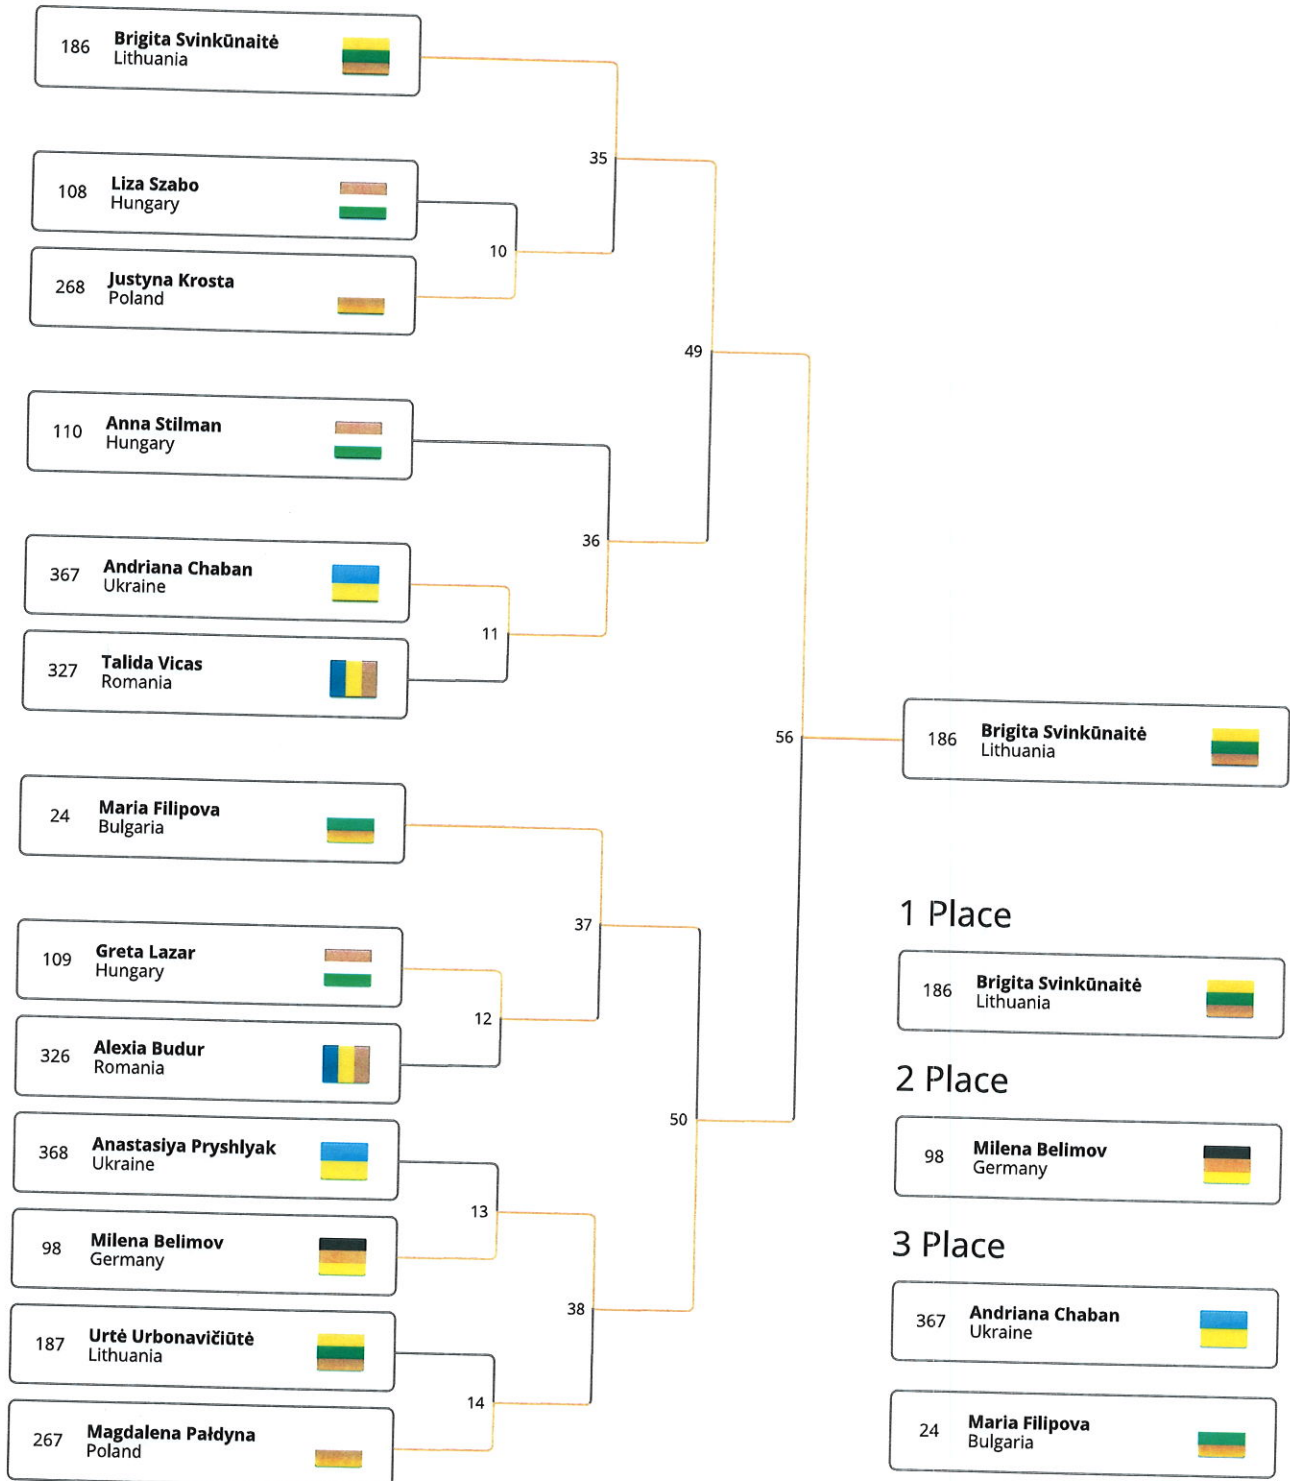 186 Brigita Svinkūnaitė
Lithuania
35
108 Liza Szabo
Hungary
10
268 Justyna Krosta
Poland
49
110 Anna Stilman
Hungary
36
367 Andriana Chaban
Ukraine
11
327 Talida Vicas
Romania
56
186 Brigita Svinkūnaitė
Lithuania
24 Maria Filipova
Bulgaria
37
109 Greta Lazar
Hungary
12
326 Alexia Budur
Romania
50
368 Anastasiya Pryshlyak
Ukraine
13
98 Milena Belimov
Germany
38
187 Urtė Urbonavičiūtė
Lithuania
14
267 Magdalena Pałdyna
Poland
1 Place
186 Brigita Svinkūnaitė
Lithuania
2 Place
98 Milena Belimov
Germany
3 Place
367 Andriana Chaban
Ukraine
24 Maria Filipova
Bulgaria